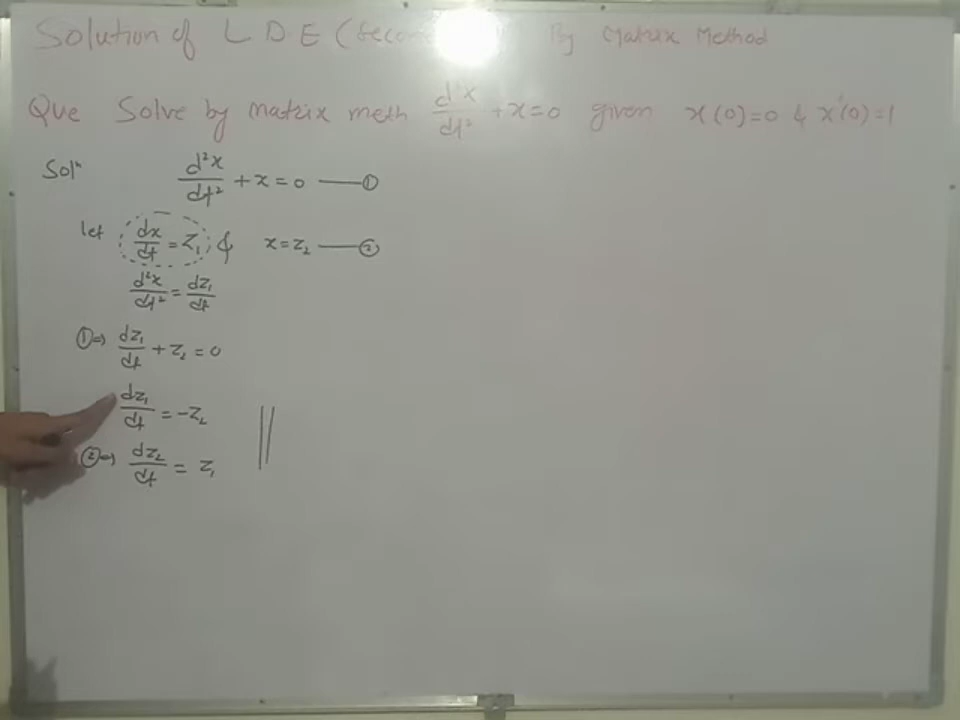 Solution of L D E (Secon By Matrix Method
Que Solve by matrix meth d²x/dt² + x = 0 given x(0)=0 & x'(0)=1
Solⁿ d²x/dt² + x = 0 —— ①
let dx/dt = Z₁ & x = Z₂ —— ②
d²x/dt² = dZ₁/dt
① ⇒ dZ₁/dt + Z₂ = 0
dZ₁/dt = -Z₂
② ⇒ dZ₂/dt = Z₁